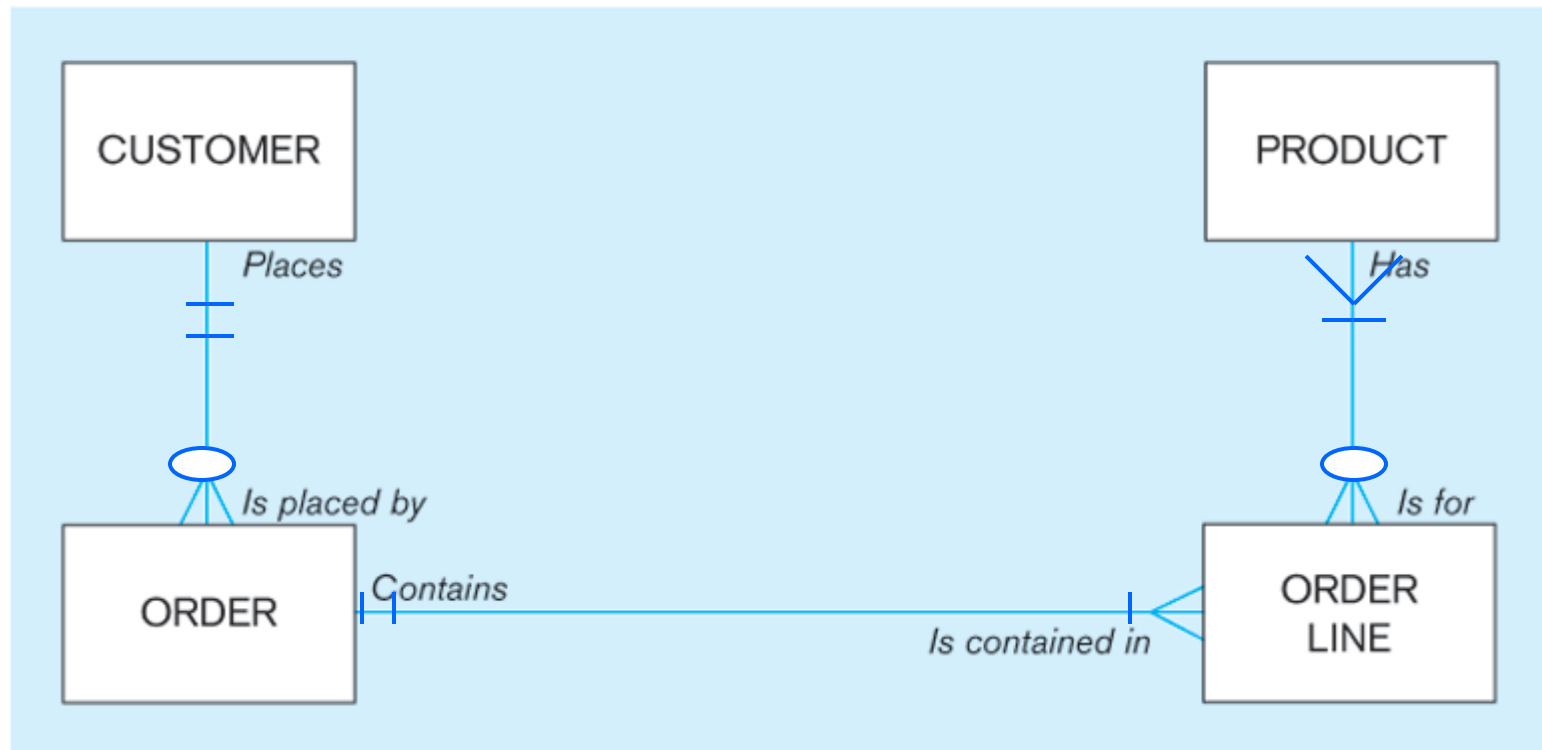 CUSTOMER
PRODUCT
Places
Has
Is placed by
Is for
ORDER
Contains
Is contained in
ORDER
LINE